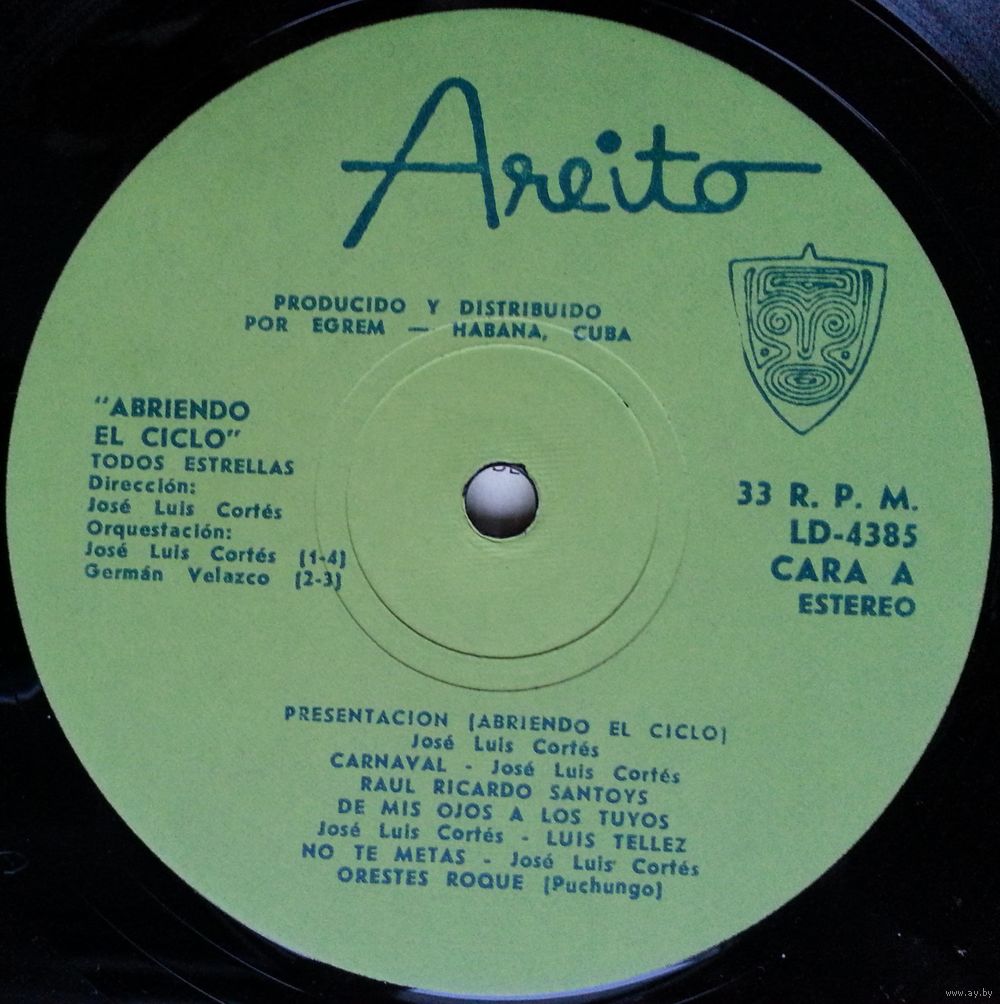 Areito
PRODUCIDO Y DISTRIBUIDO
POR EGREM — HABANA, CUBA
"ABRIENDO
EL CICLO"
TODOS ESTRELLAS
Dirección:
José Luis Cortés
Orquestación:
José Luis Cortés (1-4)
Germán Velazco (2-3)
33 R. P. M.
LD-4385
CARA A
ESTEREO
PRESENTACION (ABRIENDO EL CICLO)
José Luis Cortés
CARNAVAL - José Luis Cortés
RAUL RICARDO SANTOYS
DE MIS OJOS A LOS TUYOS
José Luis Cortés - LUIS TELLEZ
NO TE METAS - José Luis Cortés
ORESTES ROQUE (Puchungo)
www.ay.by